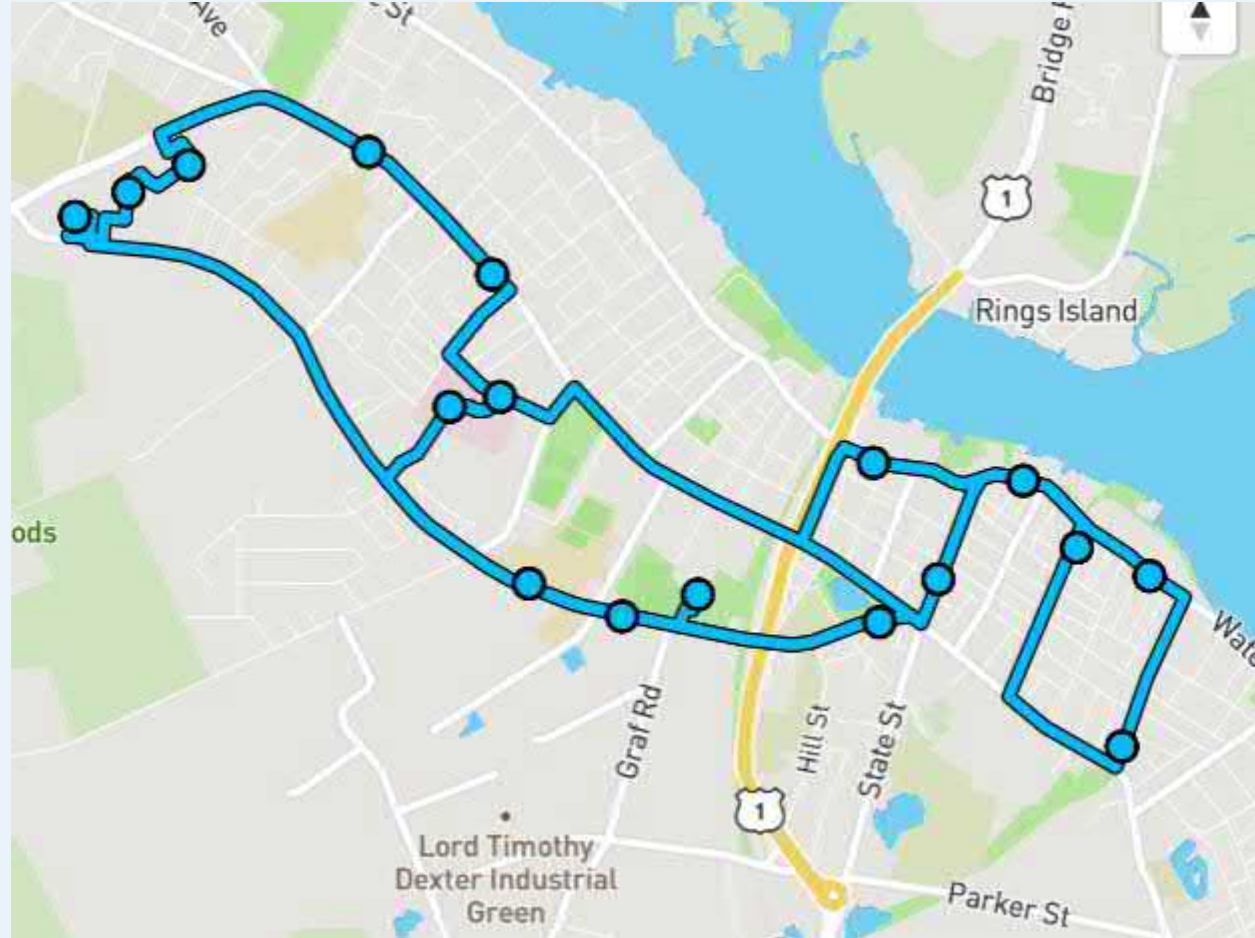 Ave
St
Bridge
1
Rings Island
ods
Graf Rd
Hill St
State St
1
Lord Timothy
Dexter Industrial
Green
Parker St